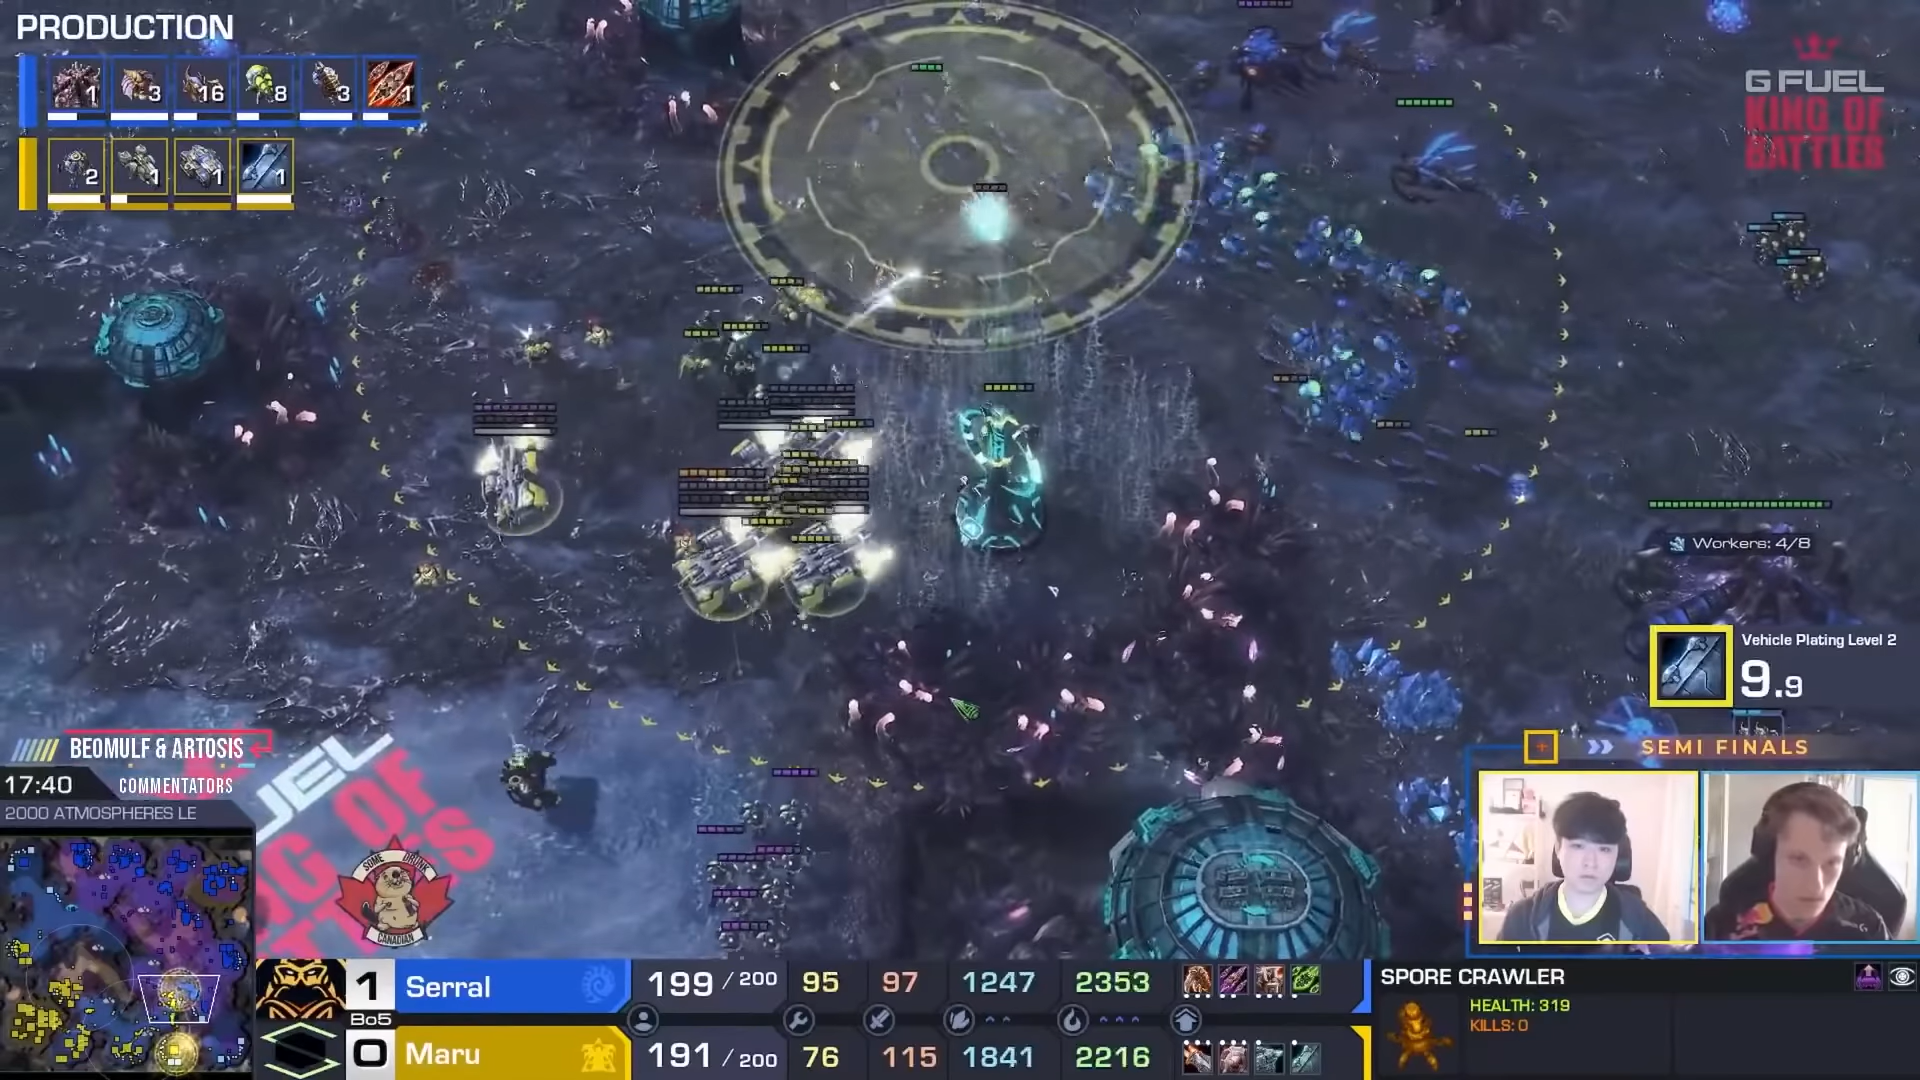 PRODUCTION
1 3 16 8 3 1
2 1 1 1
G FUEL
KING OF
BATTLES
Workers: 4/8
Vehicle Plating Level 2
9.9
BEOMULF & ARTOSIS
COMMENTATORS
17:40
2000 ATMOSPHERES LE
SEMI FINALS
SOME DRUNK
CANADIAN
1 Serral 199 / 200 95 97 1247 2353
Bo5
0 Maru 191 / 200 76 115 1841 2216
SPORE CRAWLER
HEALTH: 319
KILLS: 0